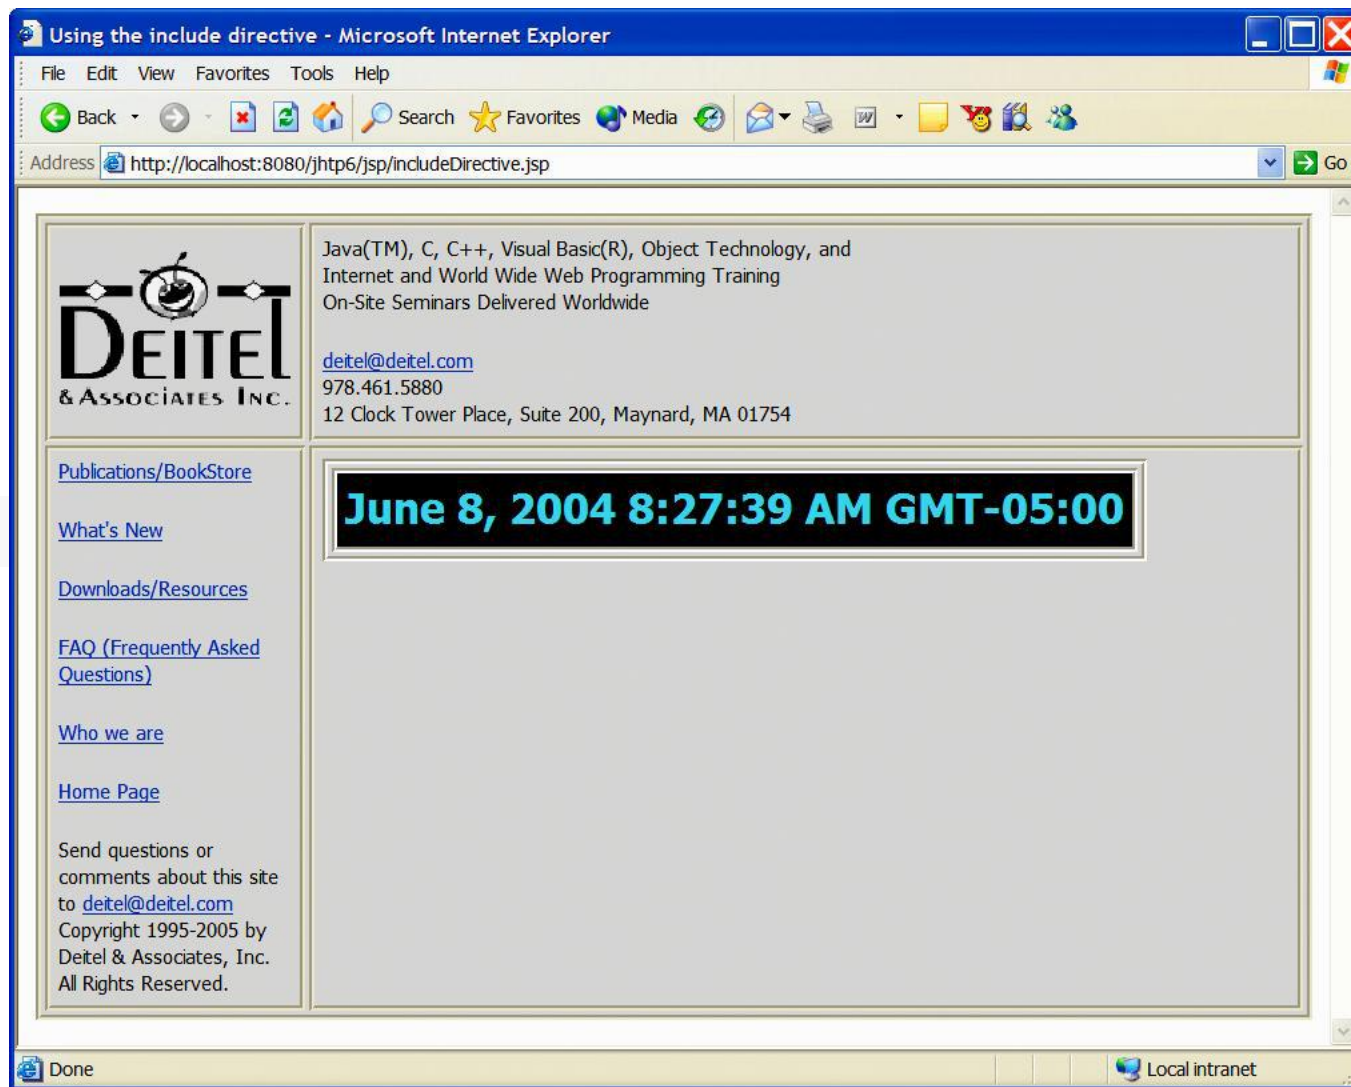 Using the include directive - Microsoft Internet Explorer
File Edit View Favorites Tools Help
Back Search Favorites Media W
Address http://localhost:8080/jhtp6/jsp/includeDirective.jsp Go
DEITEL
& ASSOCIATES INC.
Java(TM), C, C++, Visual Basic(R), Object Technology, and
Internet and World Wide Web Programming Training
On-Site Seminars Delivered Worldwide
deitel@deitel.com
978.461.5880
12 Clock Tower Place, Suite 200, Maynard, MA 01754
Publications/BookStore
What's New
Downloads/Resources
FAQ (Frequently Asked
Questions)
Who we are
Home Page
Send questions or
comments about this site
to deitel@deitel.com
Copyright 1995-2005 by
Deitel & Associates, Inc.
All Rights Reserved.
June 8, 2004 8:27:39 AM GMT-05:00
Done Local intranet